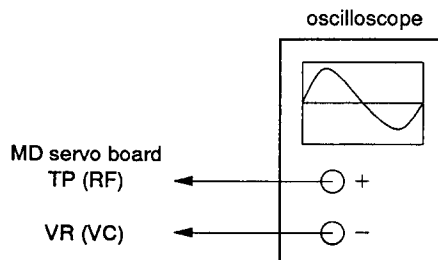 oscilloscope
MD servo board
TP (RF)
+
VR (VC)
−